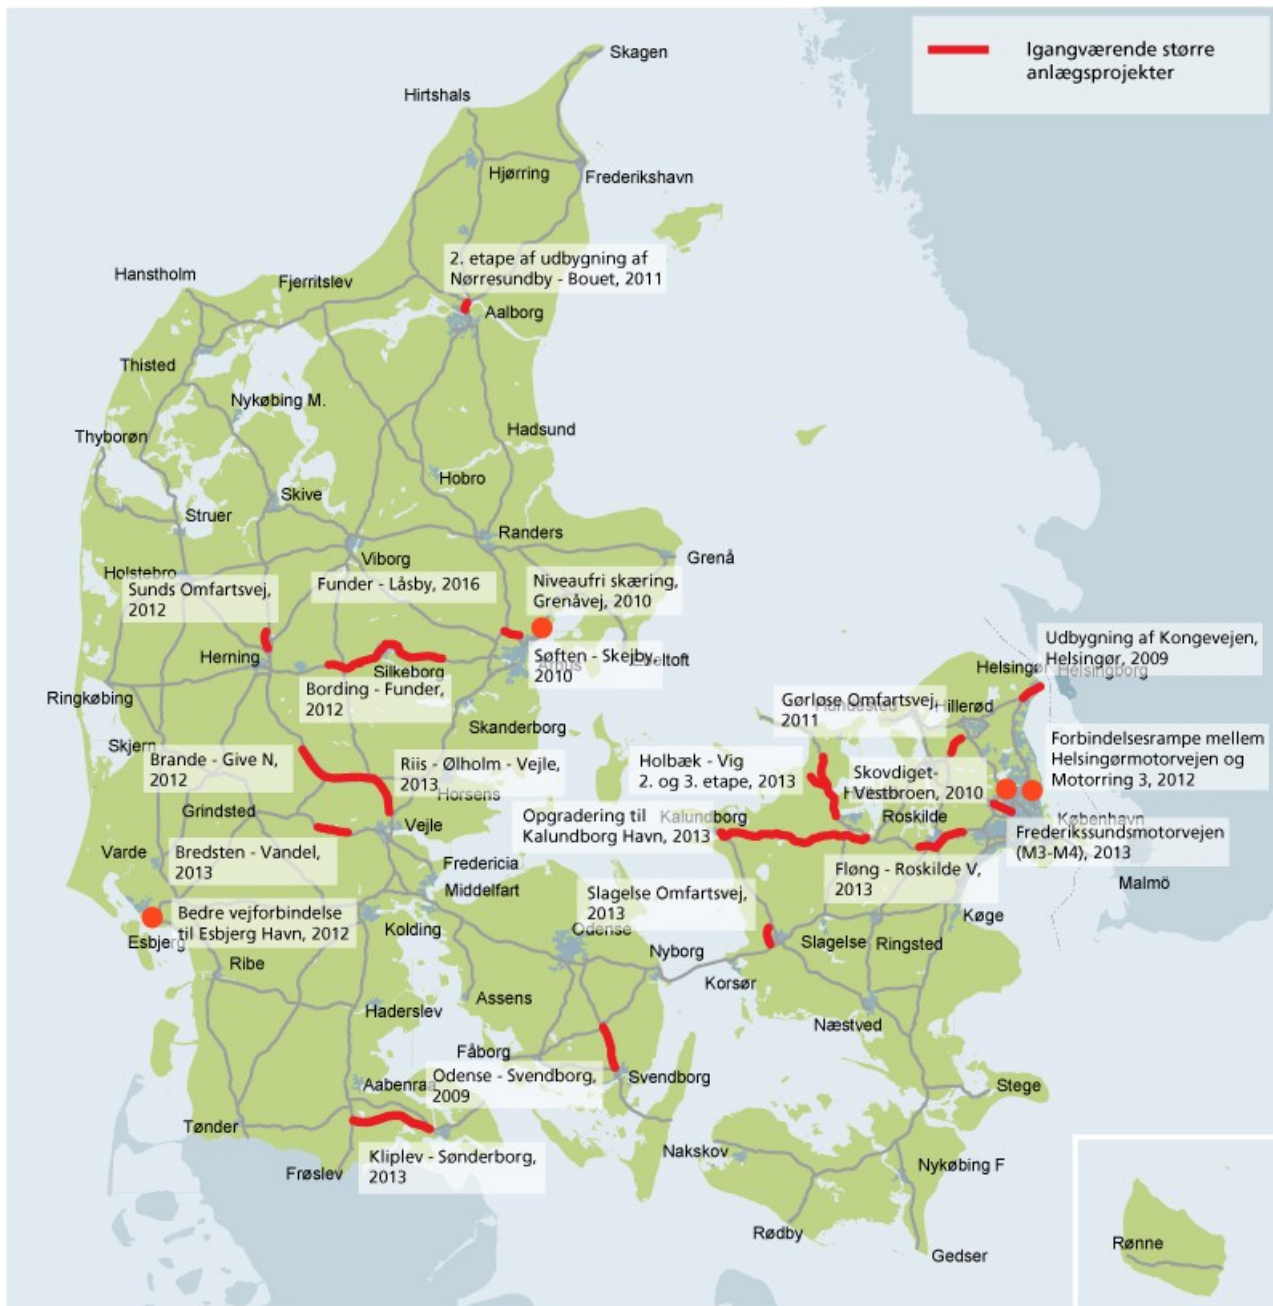 Igangværende større
anlægsprojekter
Skagen
Hirtshals
Hjørring
Frederikshavn
2. etape af udbygning af
Nørresundby - Bouet, 2011
Hanstholm
Fjerritslev
Aalborg
Thisted
Nykøbing M.
Thyborøn
Hadsund
Hobro
Skive
Struer
Randers
Viborg
Grenå
Holstebro
Sunds Omfartsvej,
2012
Funder - Låsby, 2016
Niveaufri skæring,
Grenåvej, 2010
Herning
Silkeborg
Århus
Søften - Skejby,
2010
Ebeltoft
Bording - Funder,
2012
Ringkøbing
Skanderborg
Skjern
Brande - Give N,
2012
Riis - Ølholm - Vejle,
2013
Horsens
Grindsted
Vejle
Varde
Bredsten - Vandel,
2013
Fredericia
Middelfart
Bedre vejforbindelse
til Esbjerg Havn, 2012
Esbjerg
Kolding
Ribe
Haderslev
Assens
Odense
Nyborg
Fåborg
Svendborg
Odense - Svendborg,
2009
Aabenraa
Tønder
Kliplev - Sønderborg,
2013
Frøslev
Udbygning af Kongevejen,
Helsingør, 2009
Helsingør
Helsingborg
Gørløse Omfartsvej,
2011
Hundested
Hillerød
Forbindelsesrampe mellem
Helsingørmotorvejen og
Motorring 3, 2012
Holbæk - Vig
2. og 3. etape, 2013
Skovdiget-
Vestbroen, 2010
Opgradering til
Kalundborg Havn, 2013
Kalundborg
Roskilde
København
Frederikssundsmotorvejen
(M3-M4), 2013
Fløng - Roskilde V,
2013
Malmö
Slagelse Omfartsvej,
2013
Køge
Slagelse
Ringsted
Korsør
Næstved
Stege
Nakskov
Nykøbing F
Rødby
Gedser
Rønne